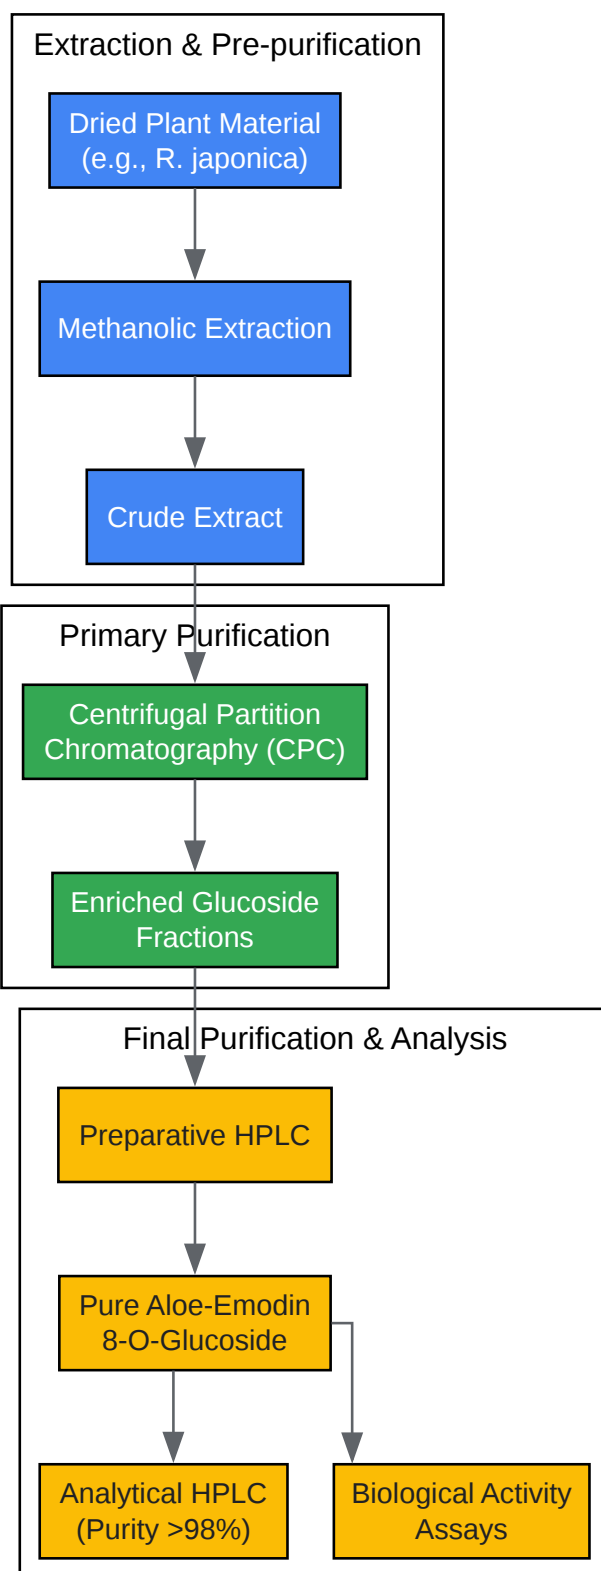 Extraction & Pre-purification
Dried Plant Material
(e.g., R. japonica)
Methanolic Extraction
Crude Extract
Primary Purification
Centrifugal Partition
Chromatography (CPC)
Enriched Glucoside
Fractions
Final Purification & Analysis
Preparative HPLC
Pure Aloe-Emodin
8-O-Glucoside
Analytical HPLC
(Purity >98%)
Biological Activity
Assays